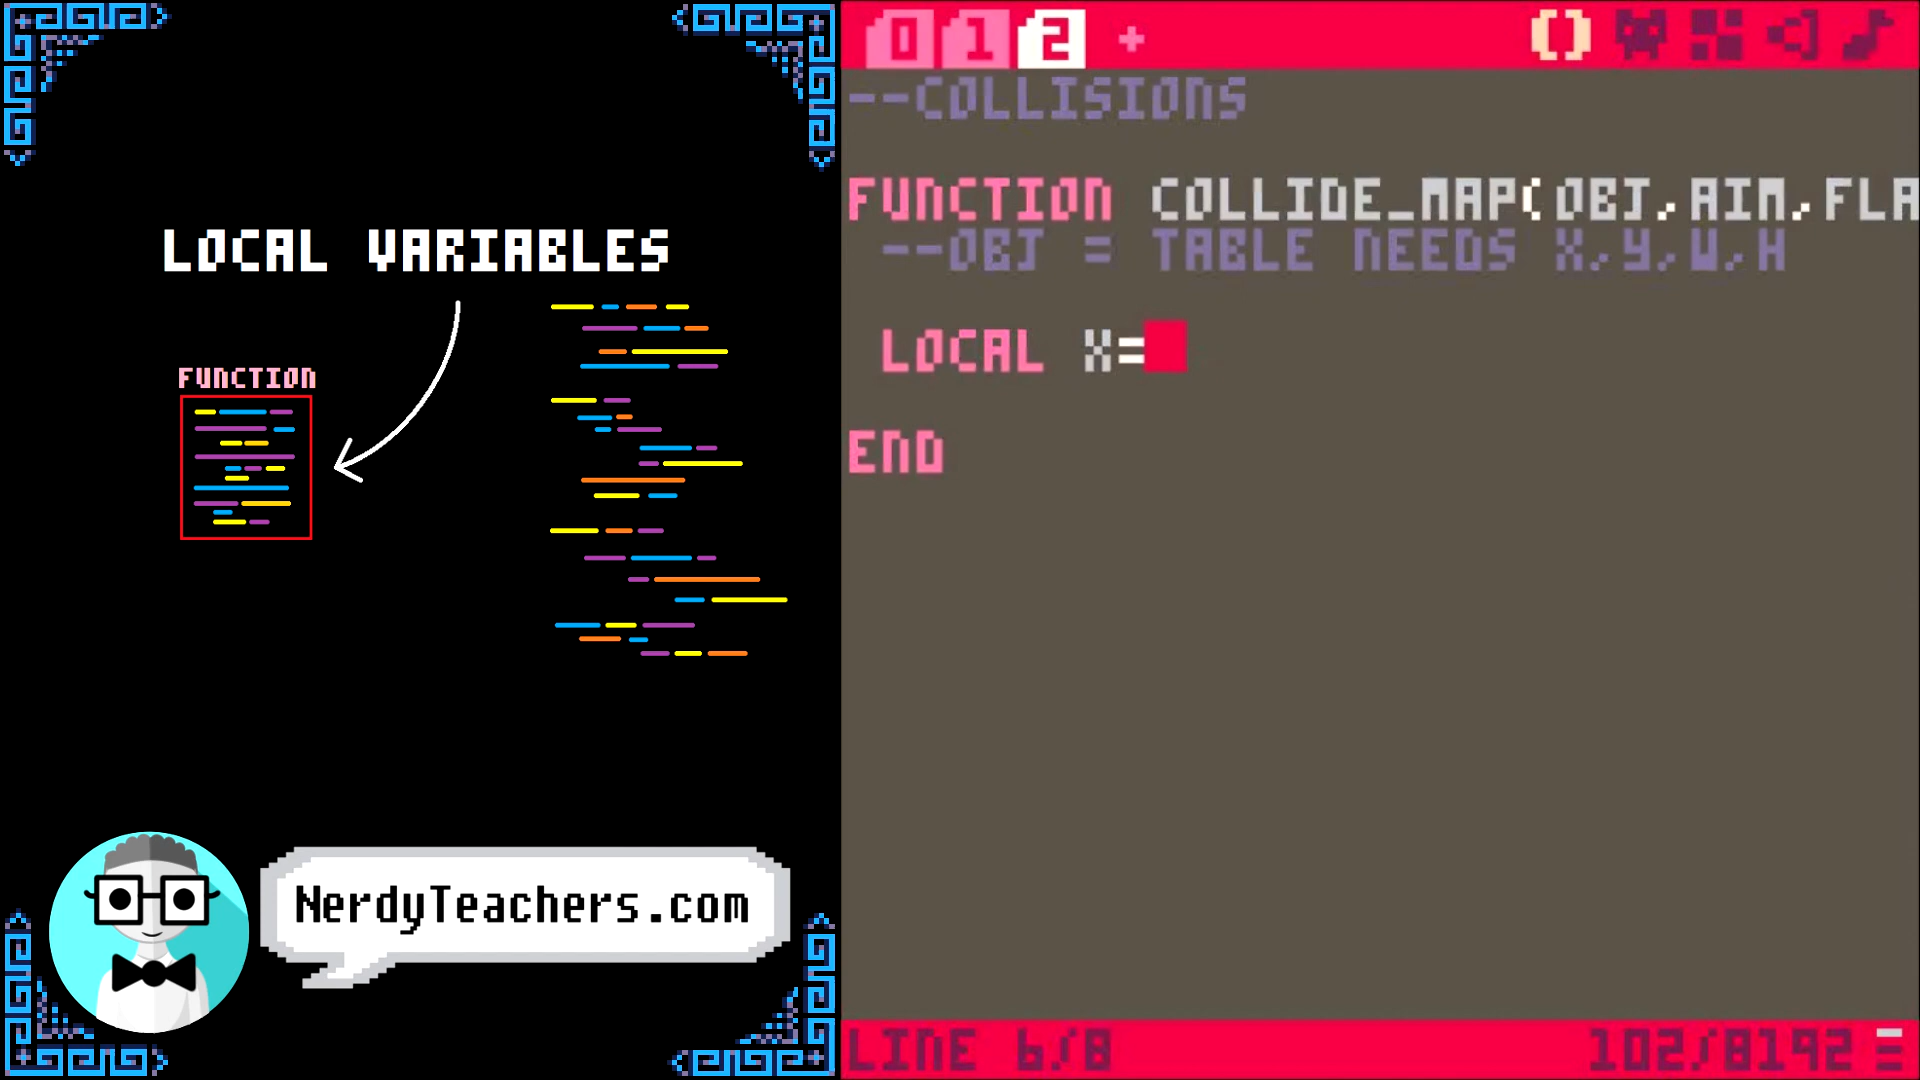 LOCAL VARIABLES
FUNCTION
NerdyTeachers.com
0 1 2 +
--COLLISIONS
FUNCTION COLLIDE_MAP(OBJ,AIM,FLA
--OBJ = TABLE NEEDS X,Y,W,H
LOCAL X=
END
LINE 6/8
102/8192